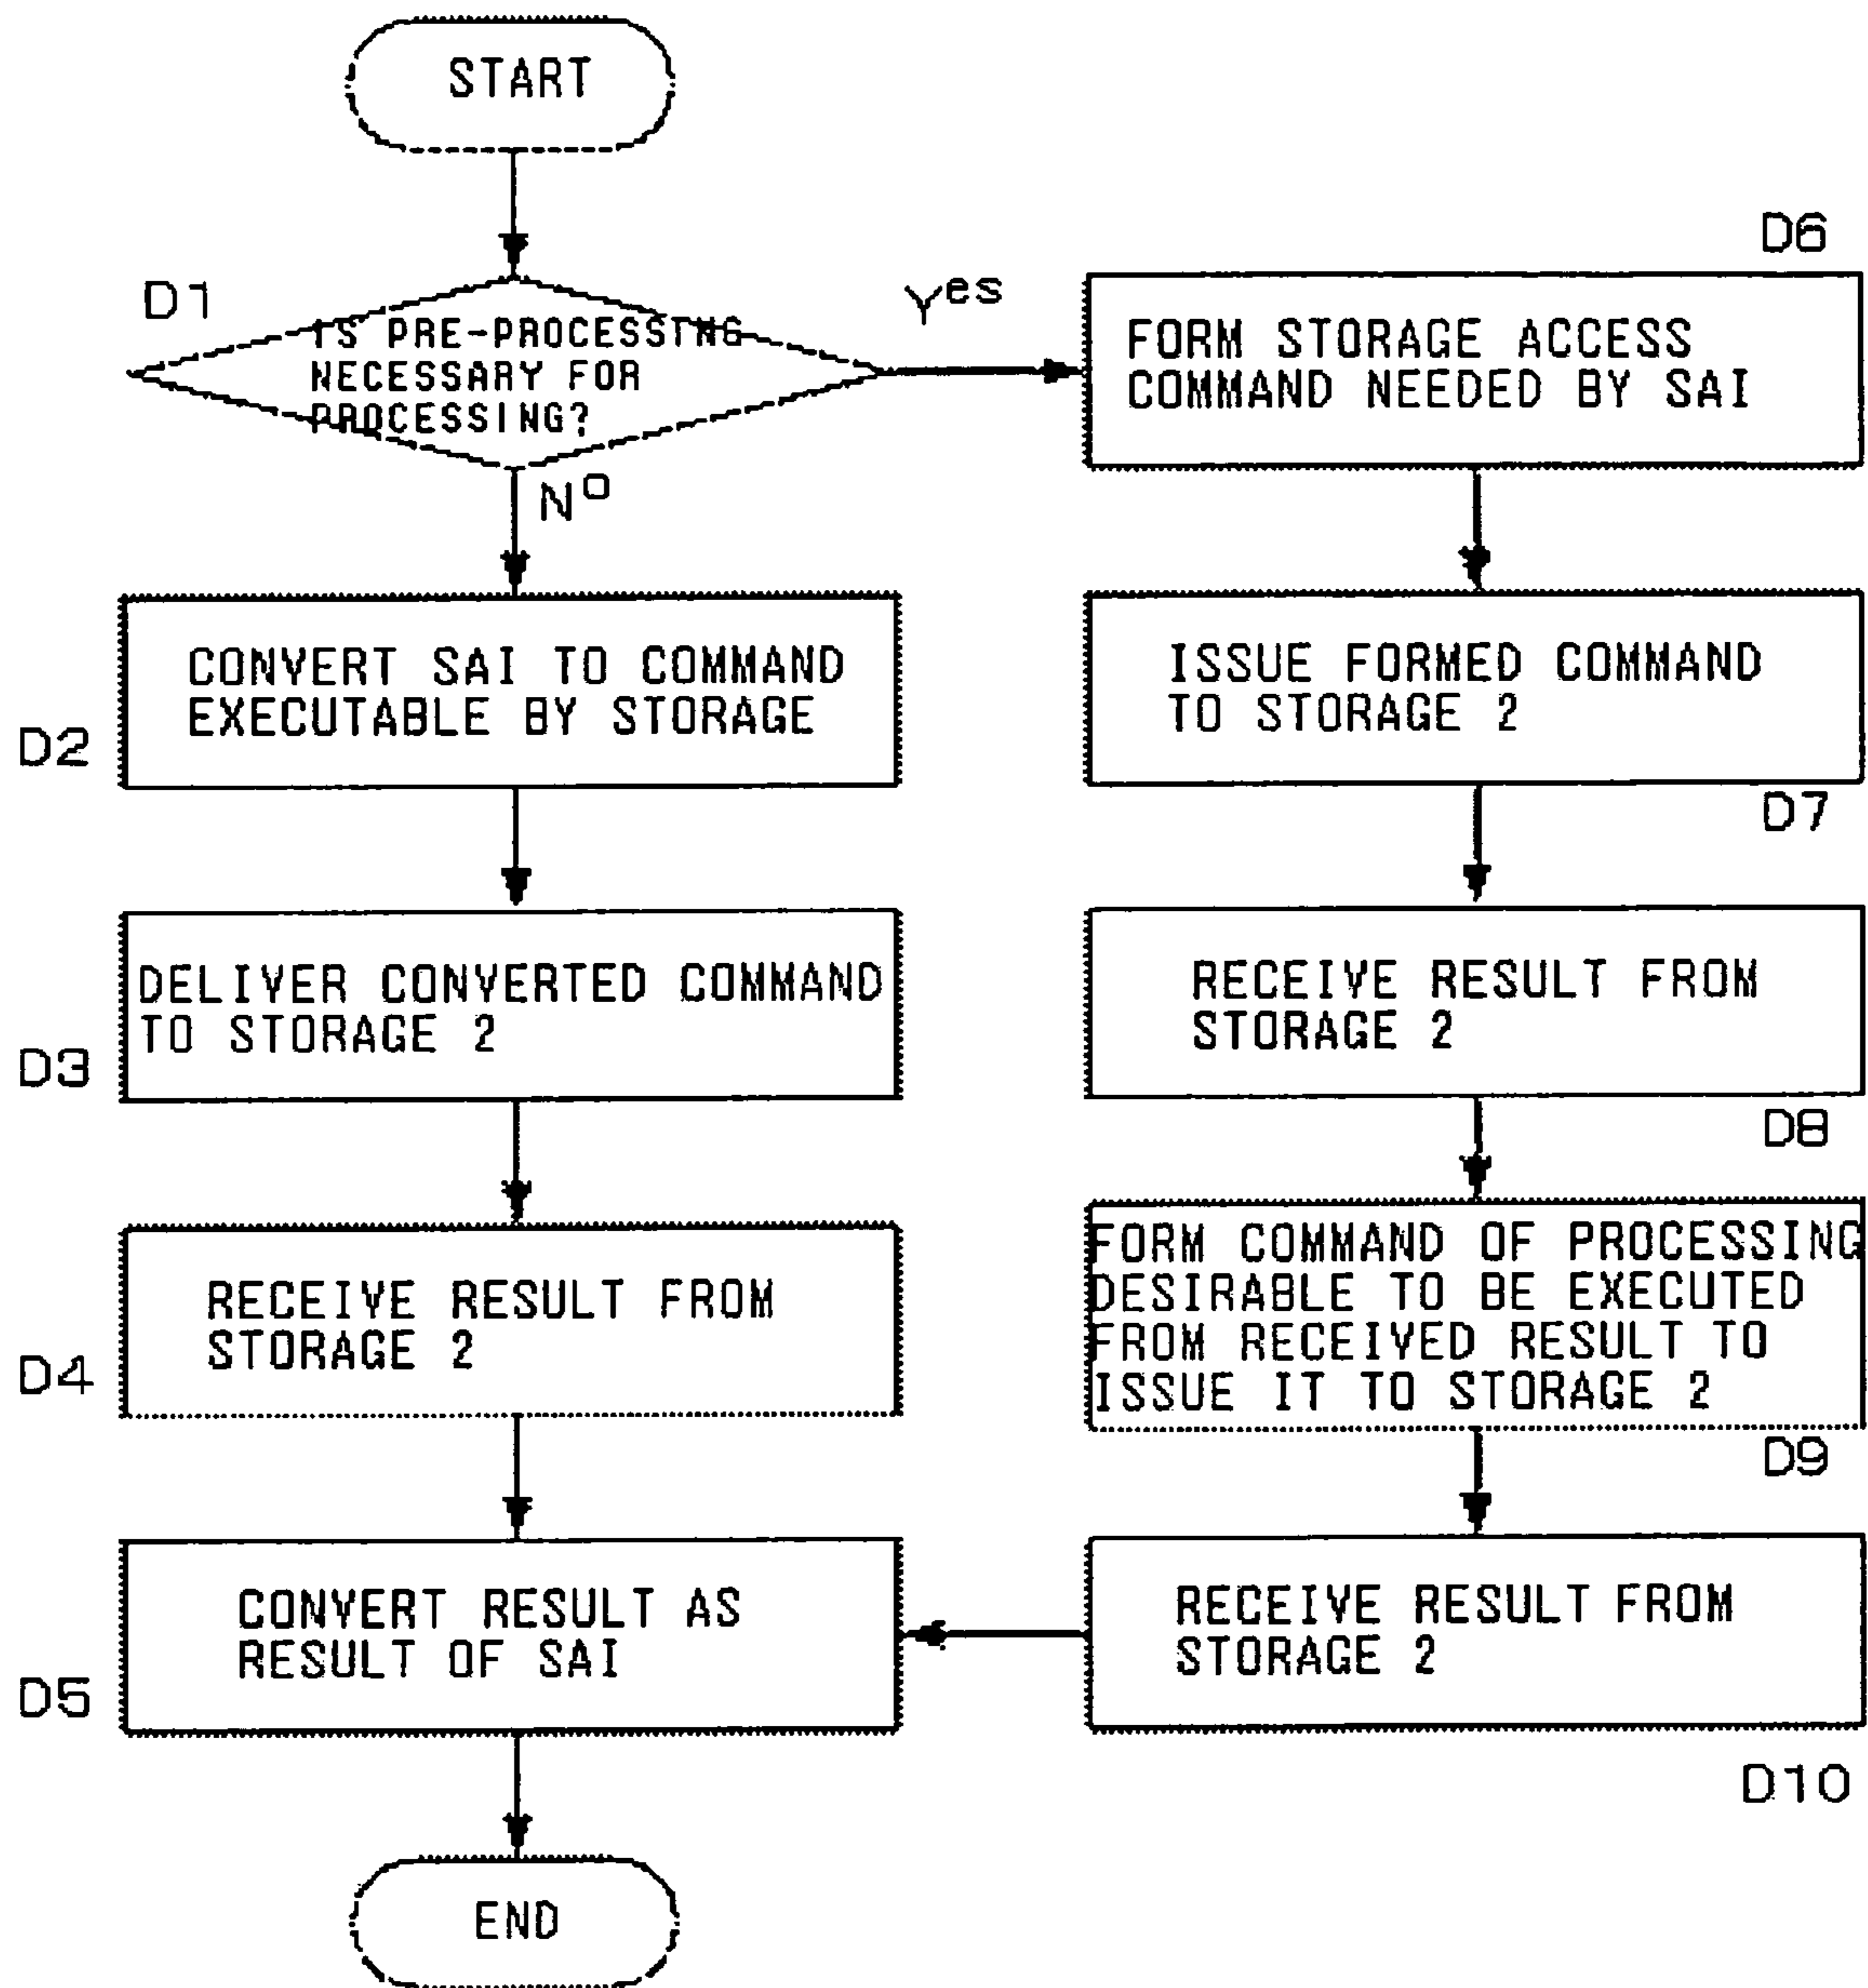 START
D1
IS PRE-PROCESSING
NECESSARY FOR
PROCESSING?
Yes
No
D6
FORM STORAGE ACCESS
COMMAND NEEDED BY SAI
D2
CONVERT SAI TO COMMAND
EXECUTABLE BY STORAGE
ISSUE FORMED COMMAND
TO STORAGE 2
D7
D3
DELIVER CONVERTED COMMAND
TO STORAGE 2
RECEIVE RESULT FROM
STORAGE 2
D8
D4
RECEIVE RESULT FROM
STORAGE 2
FORM COMMAND OF PROCESSING
DESIRABLE TO BE EXECUTED
FROM RECEIVED RESULT TO
ISSUE IT TO STORAGE 2
D9
D5
CONVERT RESULT AS
RESULT OF SAI
RECEIVE RESULT FROM
STORAGE 2
D10
END